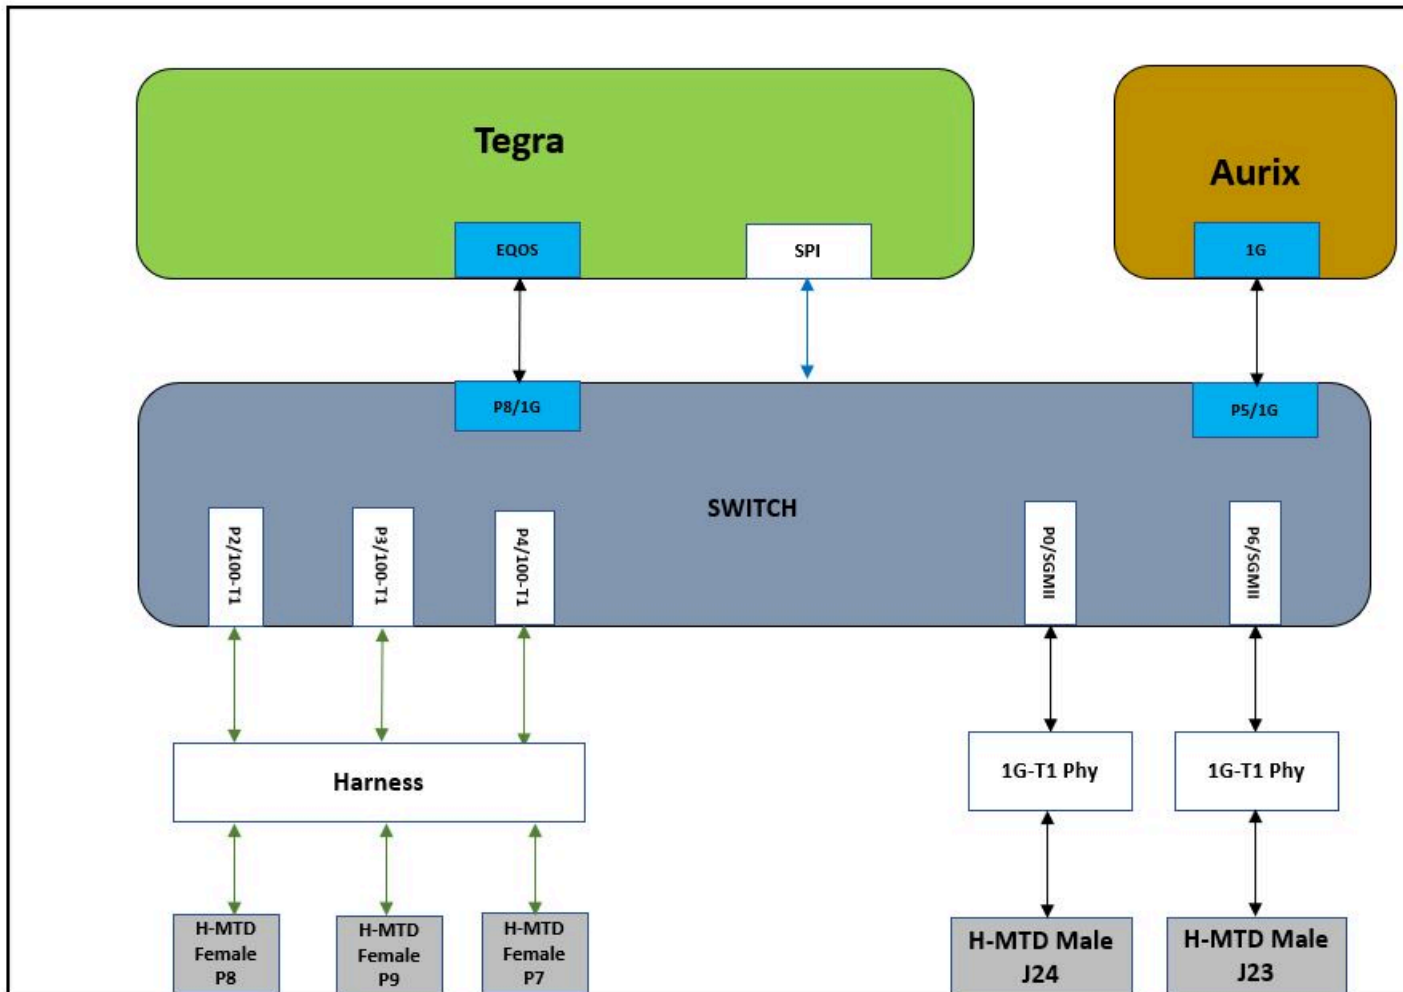 Tegra
Aurix
EQOS
SPI
1G
P8/1G
P5/1G
SWITCH
P2/100-T1
P3/100-T1
P4/100-T1
P0/SGMII
P6/SGMII
Harness
1G-T1 Phy
1G-T1 Phy
H-MTD
Female
P8
H-MTD
Female
P9
H-MTD
Female
P7
H-MTD Male
J24
H-MTD Male
J23